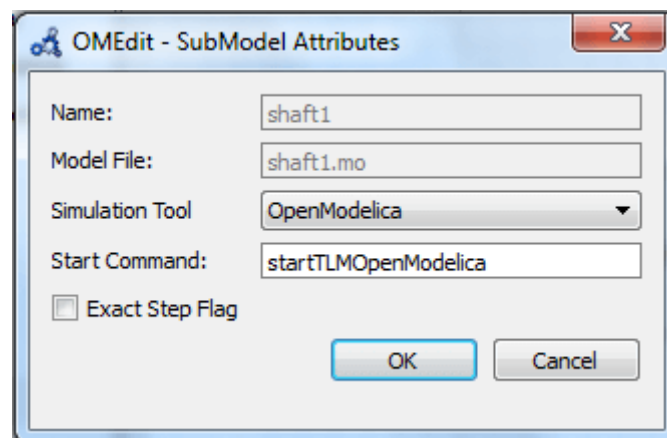 OMEdit - SubModel Attributes
Name: shaft1
Model File: shaft1.mo
Simulation Tool OpenModelica
Start Command: startTLMOpenModelica
Exact Step Flag
OK Cancel